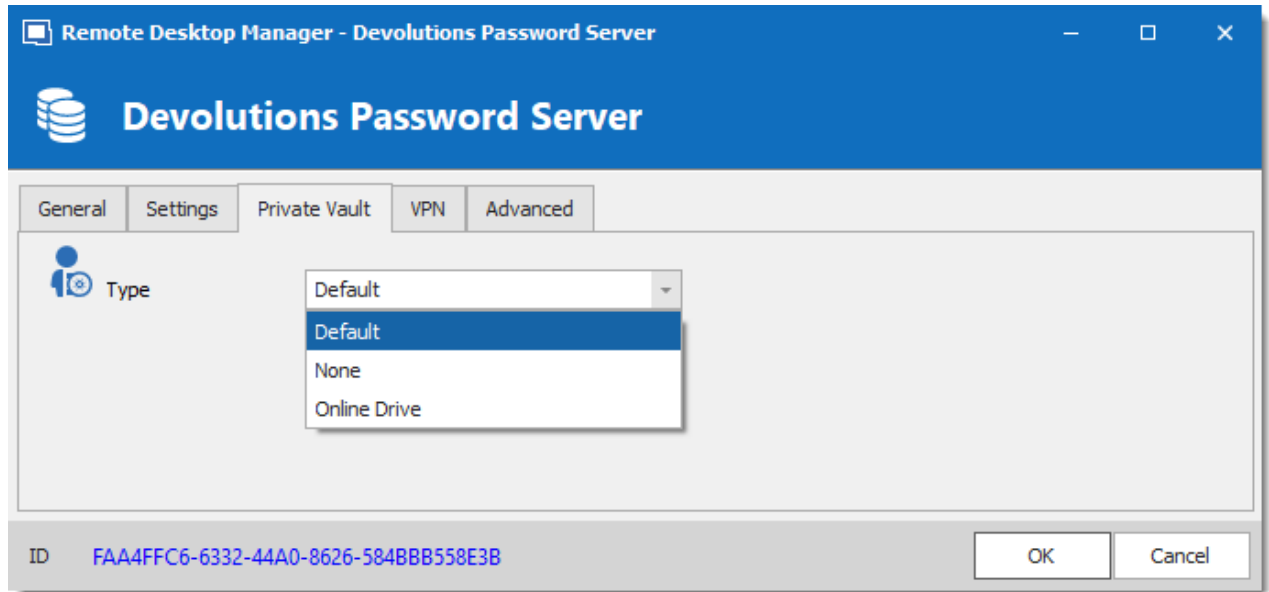 Remote Desktop Manager - Devolutions Password Server
Devolutions Password Server
General Settings Private Vault VPN Advanced
Type Default
Default
None
Online Drive
ID FAA4FFC6-6332-44A0-8626-584BBB558E3B OK Cancel